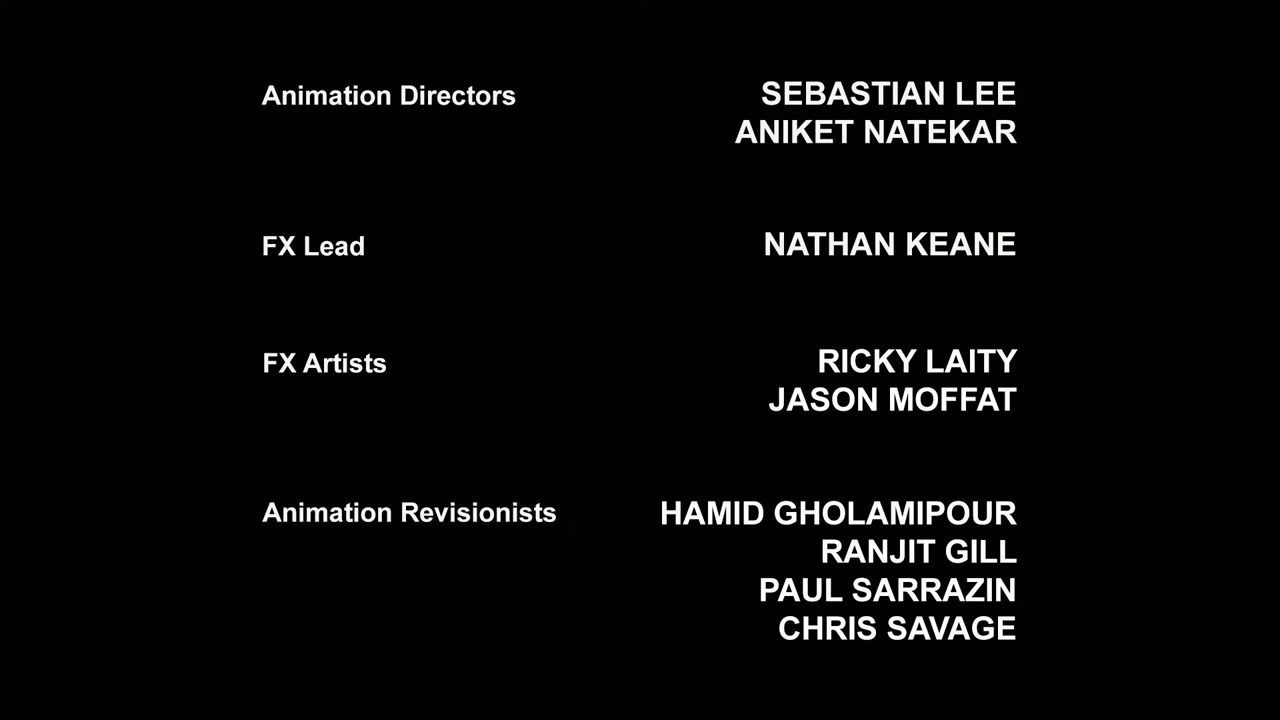 Animation Directors SEBASTIAN LEE
ANIKET NATEKAR
FX Lead NATHAN KEANE
FX Artists RICKY LAITY
JASON MOFFAT
Animation Revisionists HAMID GHOLAMIPOUR
RANJIT GILL
PAUL SARRAZIN
CHRIS SAVAGE